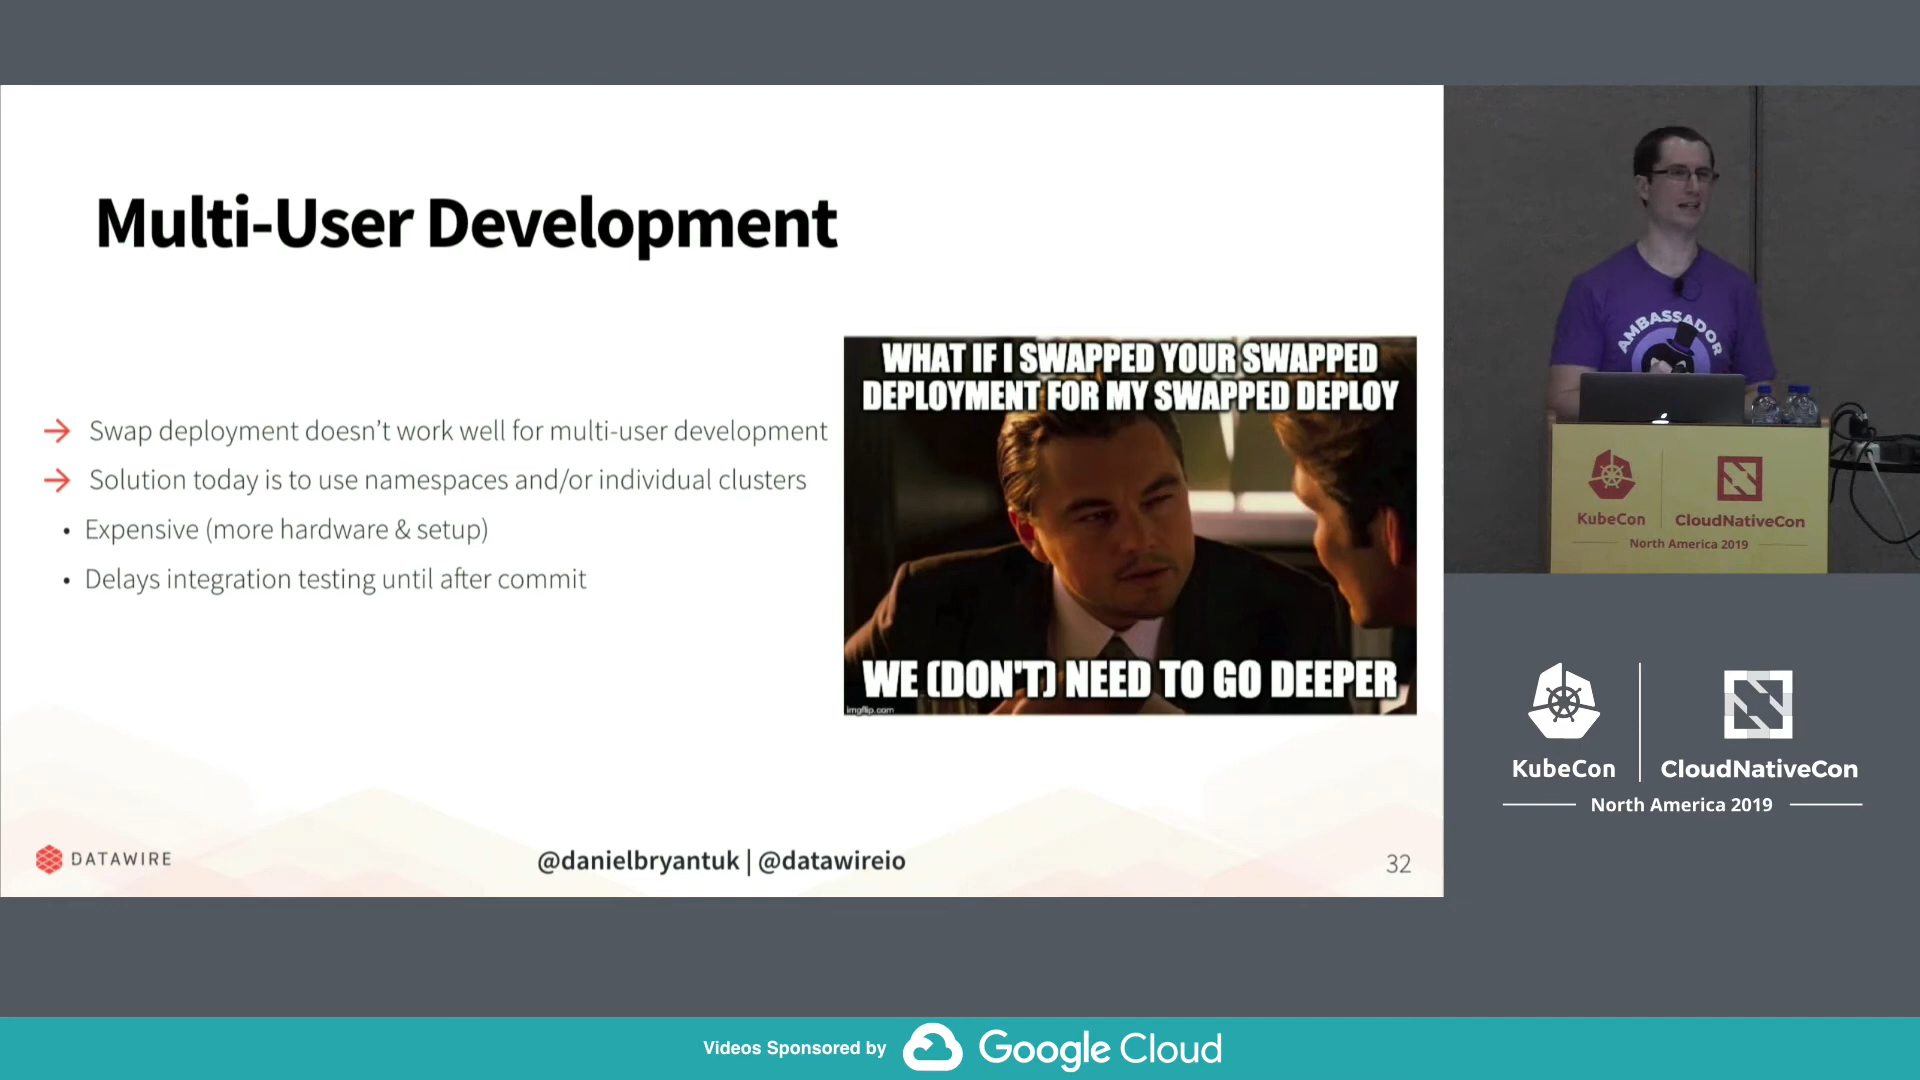 Multi-User Development
→ Swap deployment doesn't work well for multi-user development
→ Solution today is to use namespaces and/or individual clusters
• Expensive (more hardware & setup)
• Delays integration testing until after commit
WHAT IF I SWAPPED YOUR SWAPPED
DEPLOYMENT FOR MY SWAPPED DEPLOY
WE (DON'T) NEED TO GO DEEPER
imgflip.com
DATAWIRE
@danielbryantuk | @datawireio
32
AMBASSADOR
KubeCon
CloudNativeCon
North America 2019
KubeCon
CloudNativeCon
North America 2019
Videos Sponsored by
Google Cloud